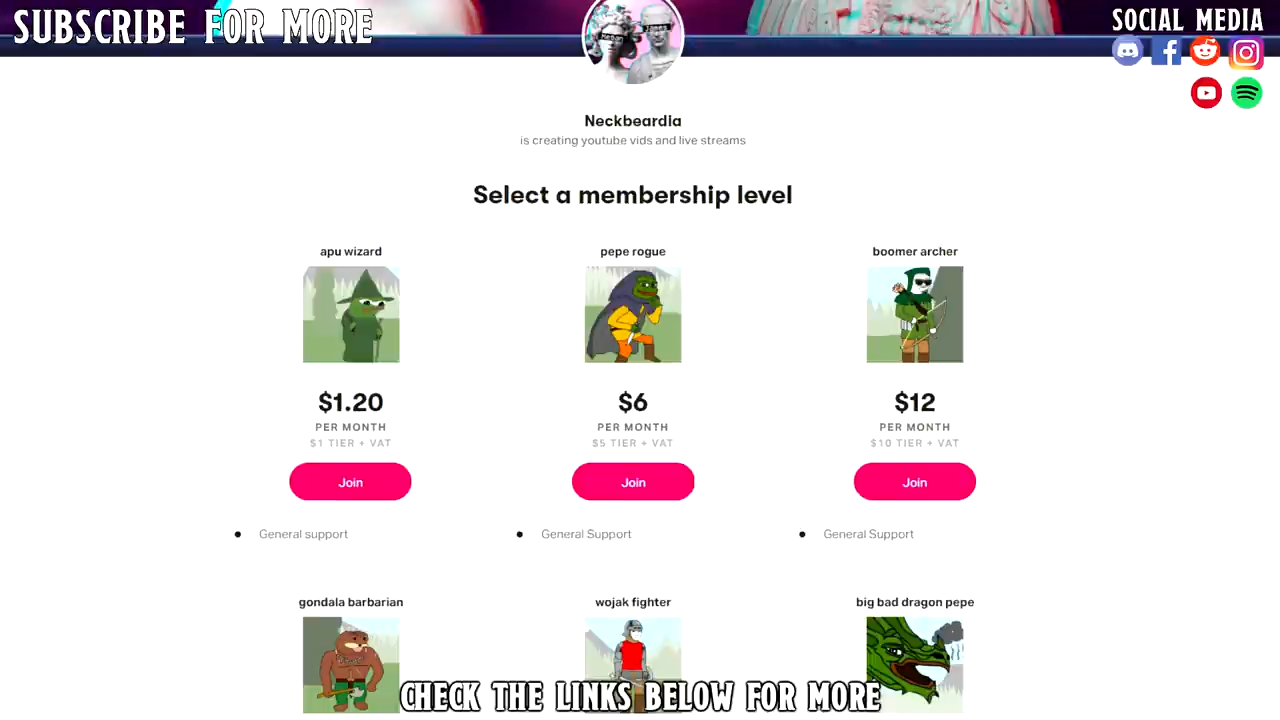 SUBSCRIBE FOR MORE
SOCIAL MEDIA
Neckbeardia
is creating youtube vids and live streams
Select a membership level
apu wizard
pepe rogue
boomer archer
$1.20
PER MONTH
$1 TIER + VAT
$6
PER MONTH
$5 TIER + VAT
$12
PER MONTH
$10 TIER + VAT
Join
Join
Join
General support
General Support
General Support
gondala barbarian
wojak fighter
big bad dragon pepe
CHECK THE LINKS BELOW FOR MORE